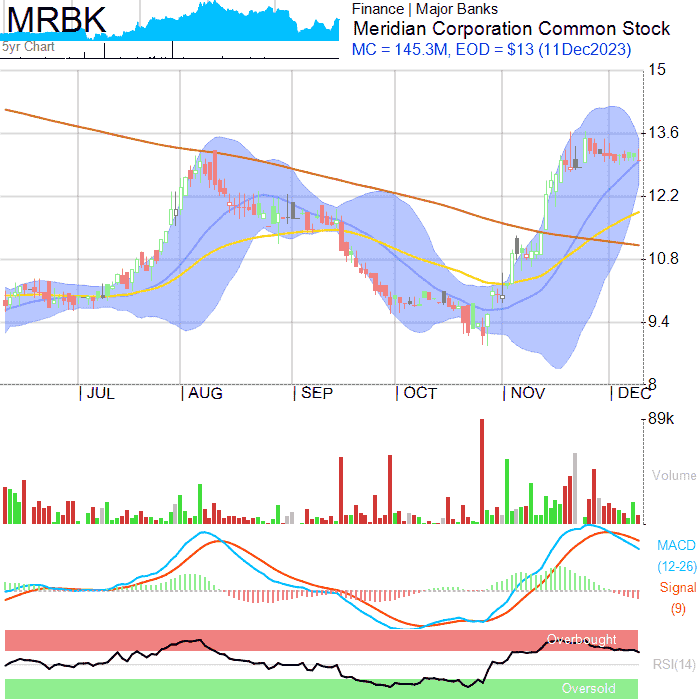 MRBK
5yr Chart
Finance | Major Banks
Meridian Corporation Common Stock
MC = 145.3M, EOD = $13 (11Dec2023)
15
13.6
12.2
10.8
9.4
8
JUL
AUG
SEP
OCT
NOV
DEC
89k
Volume
MACD
(12-26)
Signal
(9)
Overbought
RSI(14)
Oversold